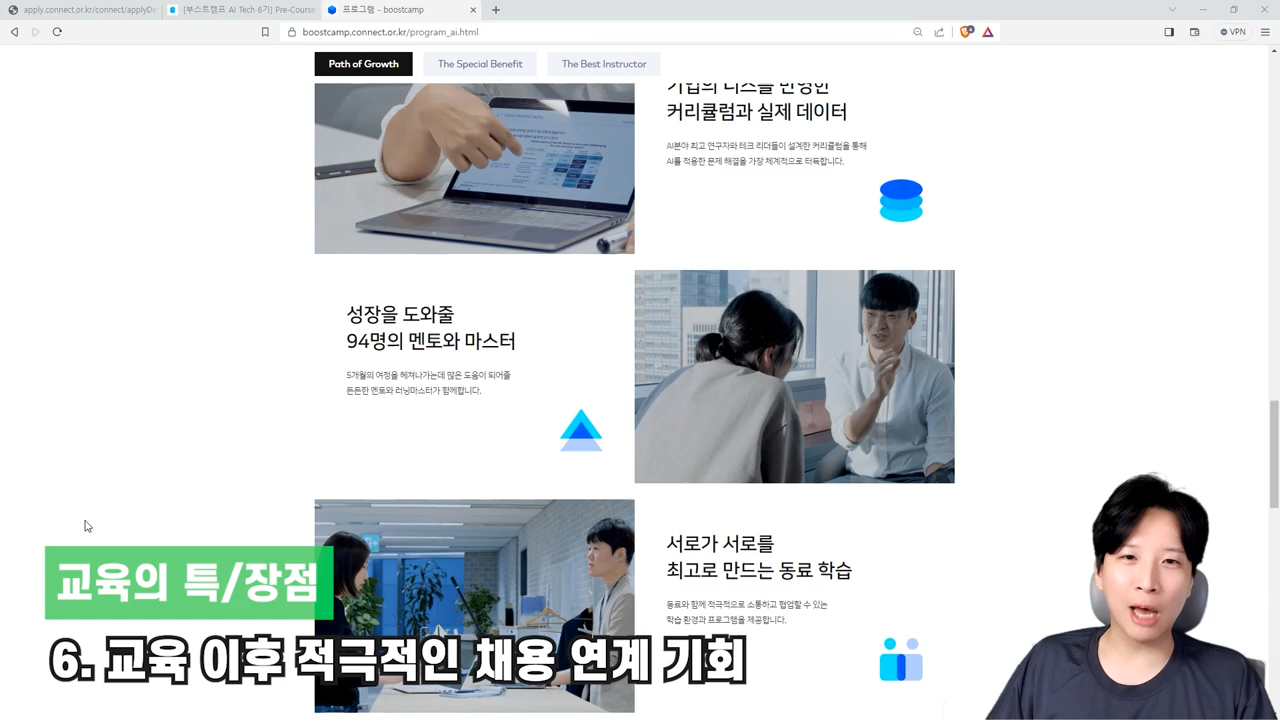 apply.connect.or.kr/connect/applyDe
[부스트캠프 AI Tech 6기] Pre-Course
프로그램 - boostcamp
boostcamp.connect.or.kr/program_ai.html
VPN
Path of Growth
The Special Benefit
The Best Instructor
기업의 니즈를 반영한
커리큘럼과 실제 데이터
AI분야 최고 연구자와 테크 리더들이 설계한 커리큘럼을 통해
AI를 적용한 문제 해결을 가장 체계적으로 터득합니다.
성장을 도와줄
94명의 멘토와 마스터
5개월의 여정을 헤쳐나가는데 많은 도움이 되어줄
든든한 멘토와 러닝마스터가 함께합니다.
서로가 서로를
최고로 만드는 동료 학습
동료와 함께 적극적으로 소통하고 협업할 수 있는
학습 환경과 프로그램을 제공합니다.
교육의 특/장점
6. 교육 이후 적극적인 채용 연계 기회